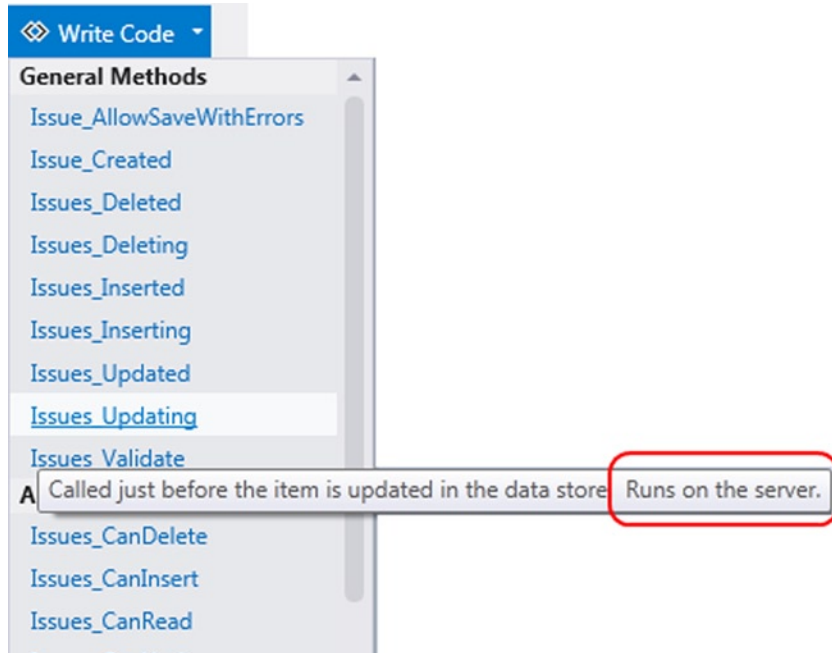 Write Code
General Methods
Issue_AllowSaveWithErrors
Issue_Created
Issues_Deleted
Issues_Deleting
Issues_Inserted
Issues_Inserting
Issues_Updated
Issues_Updating
Issues_Validate
A
Called just before the item is updated in the data store Runs on the server.
Issues_CanDelete
Issues_CanInsert
Issues_CanRead